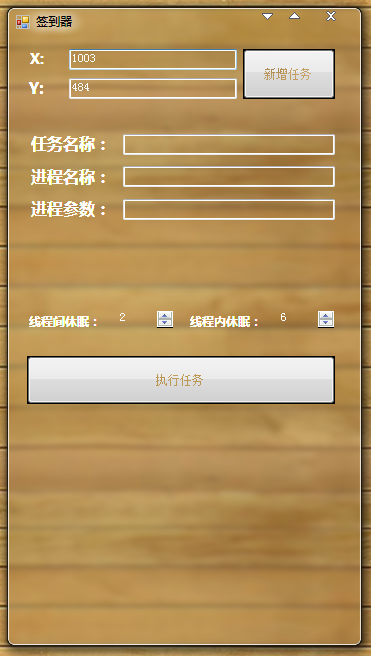 签到器
X: 1003
新增任务
Y: 484
任务名称：
进程名称：
进程参数：
线程间休眠： 2 线程内休眠： 6
执行任务